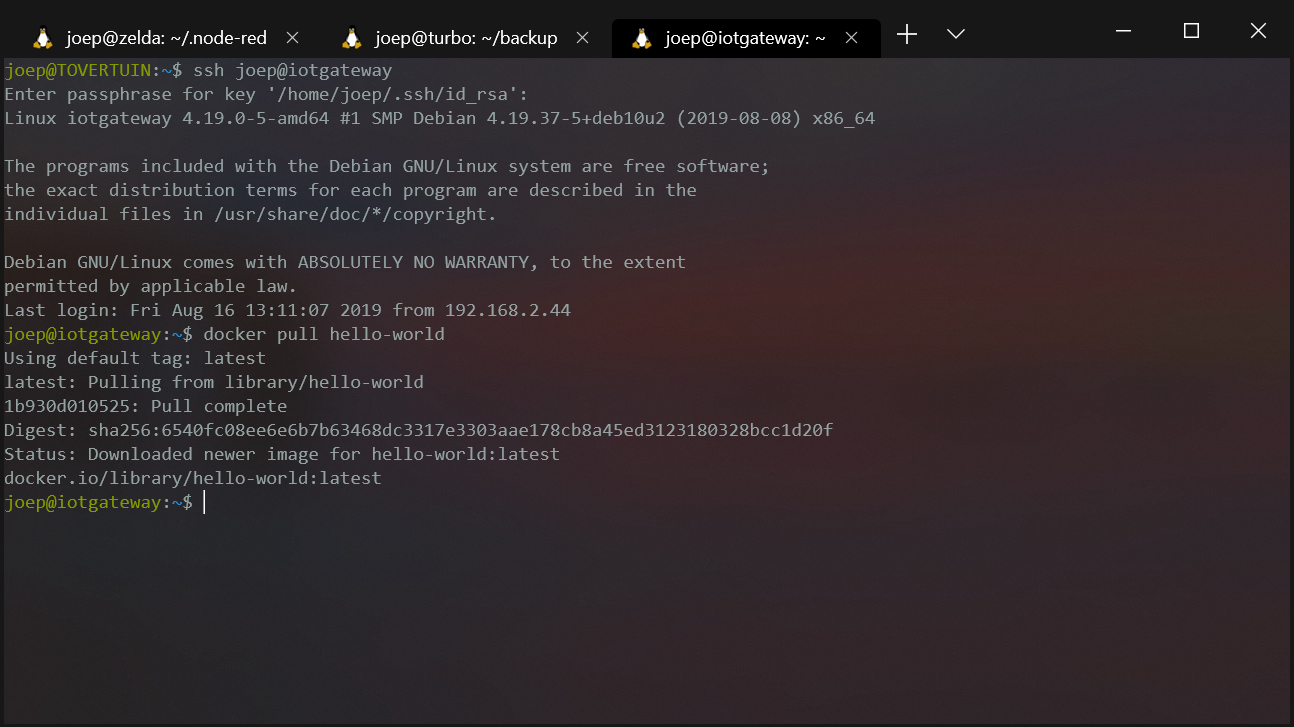 joep@zelda: ~/.node-red
joep@turbo: ~/backup
joep@iotgateway: ~
joep@TOVERTUIN:~$ ssh joep@iotgateway
Enter passphrase for key '/home/joep/.ssh/id_rsa':
Linux iotgateway 4.19.0-5-amd64 #1 SMP Debian 4.19.37-5+deb10u2 (2019-08-08) x86_64
The programs included with the Debian GNU/Linux system are free software;
the exact distribution terms for each program are described in the
individual files in /usr/share/doc/*/copyright.
Debian GNU/Linux comes with ABSOLUTELY NO WARRANTY, to the extent
permitted by applicable law.
Last login: Fri Aug 16 13:11:07 2019 from 192.168.2.44
joep@iotgateway:~$ docker pull hello-world
Using default tag: latest
latest: Pulling from library/hello-world
1b930d010525: Pull complete
Digest: sha256:6540fc08ee6e6b7b63468dc3317e3303aae178cb8a45ed3123180328bcc1d20f
Status: Downloaded newer image for hello-world:latest
docker.io/library/hello-world:latest
joep@iotgateway:~$